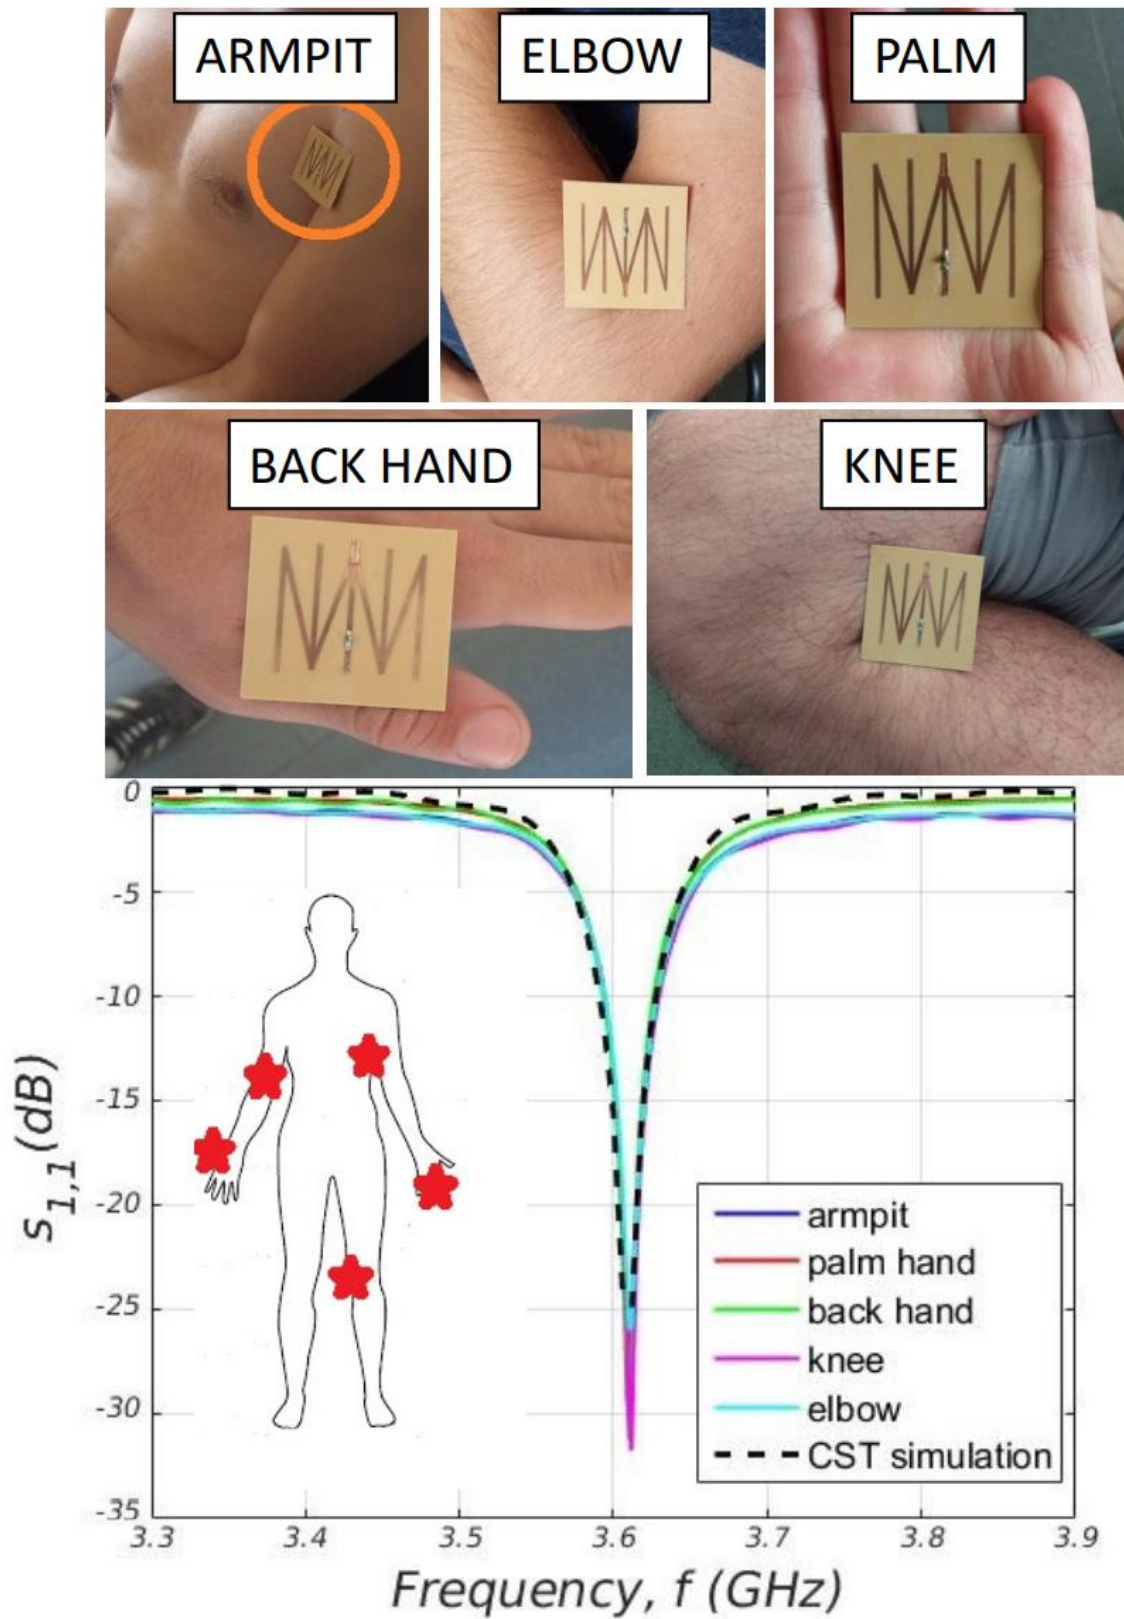 ARMPIT
ELBOW
PALM
BACK HAND
KNEE
0
-5
-10
-15
-20
-25
-30
-35
s1,1(dB)
armpit
palm hand
back hand
knee
elbow
CST simulation
3.3
3.4
3.5
3.6
3.7
3.8
3.9
Frequency, f (GHz)